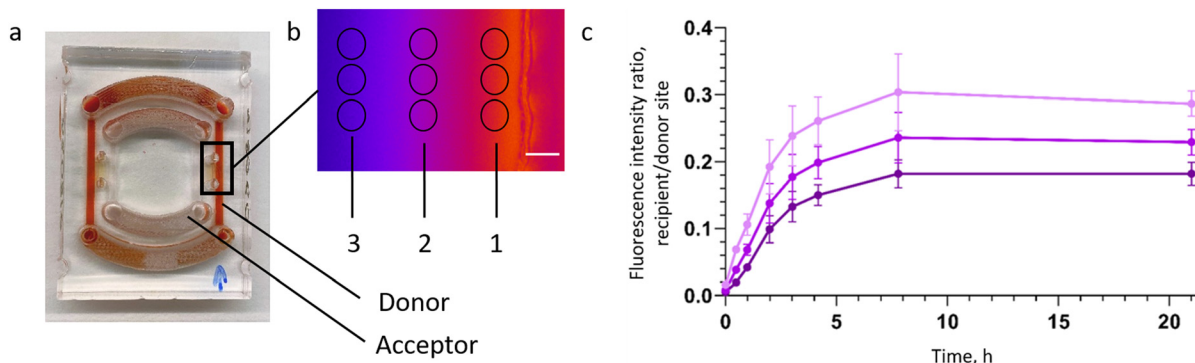 a
b
c
3
2
1
Donor
Acceptor
Fluorescence intensity ratio,
recipient/donor site
0.4
0.3
0.2
0.1
0.0
0
5
10
15
20
Time, h